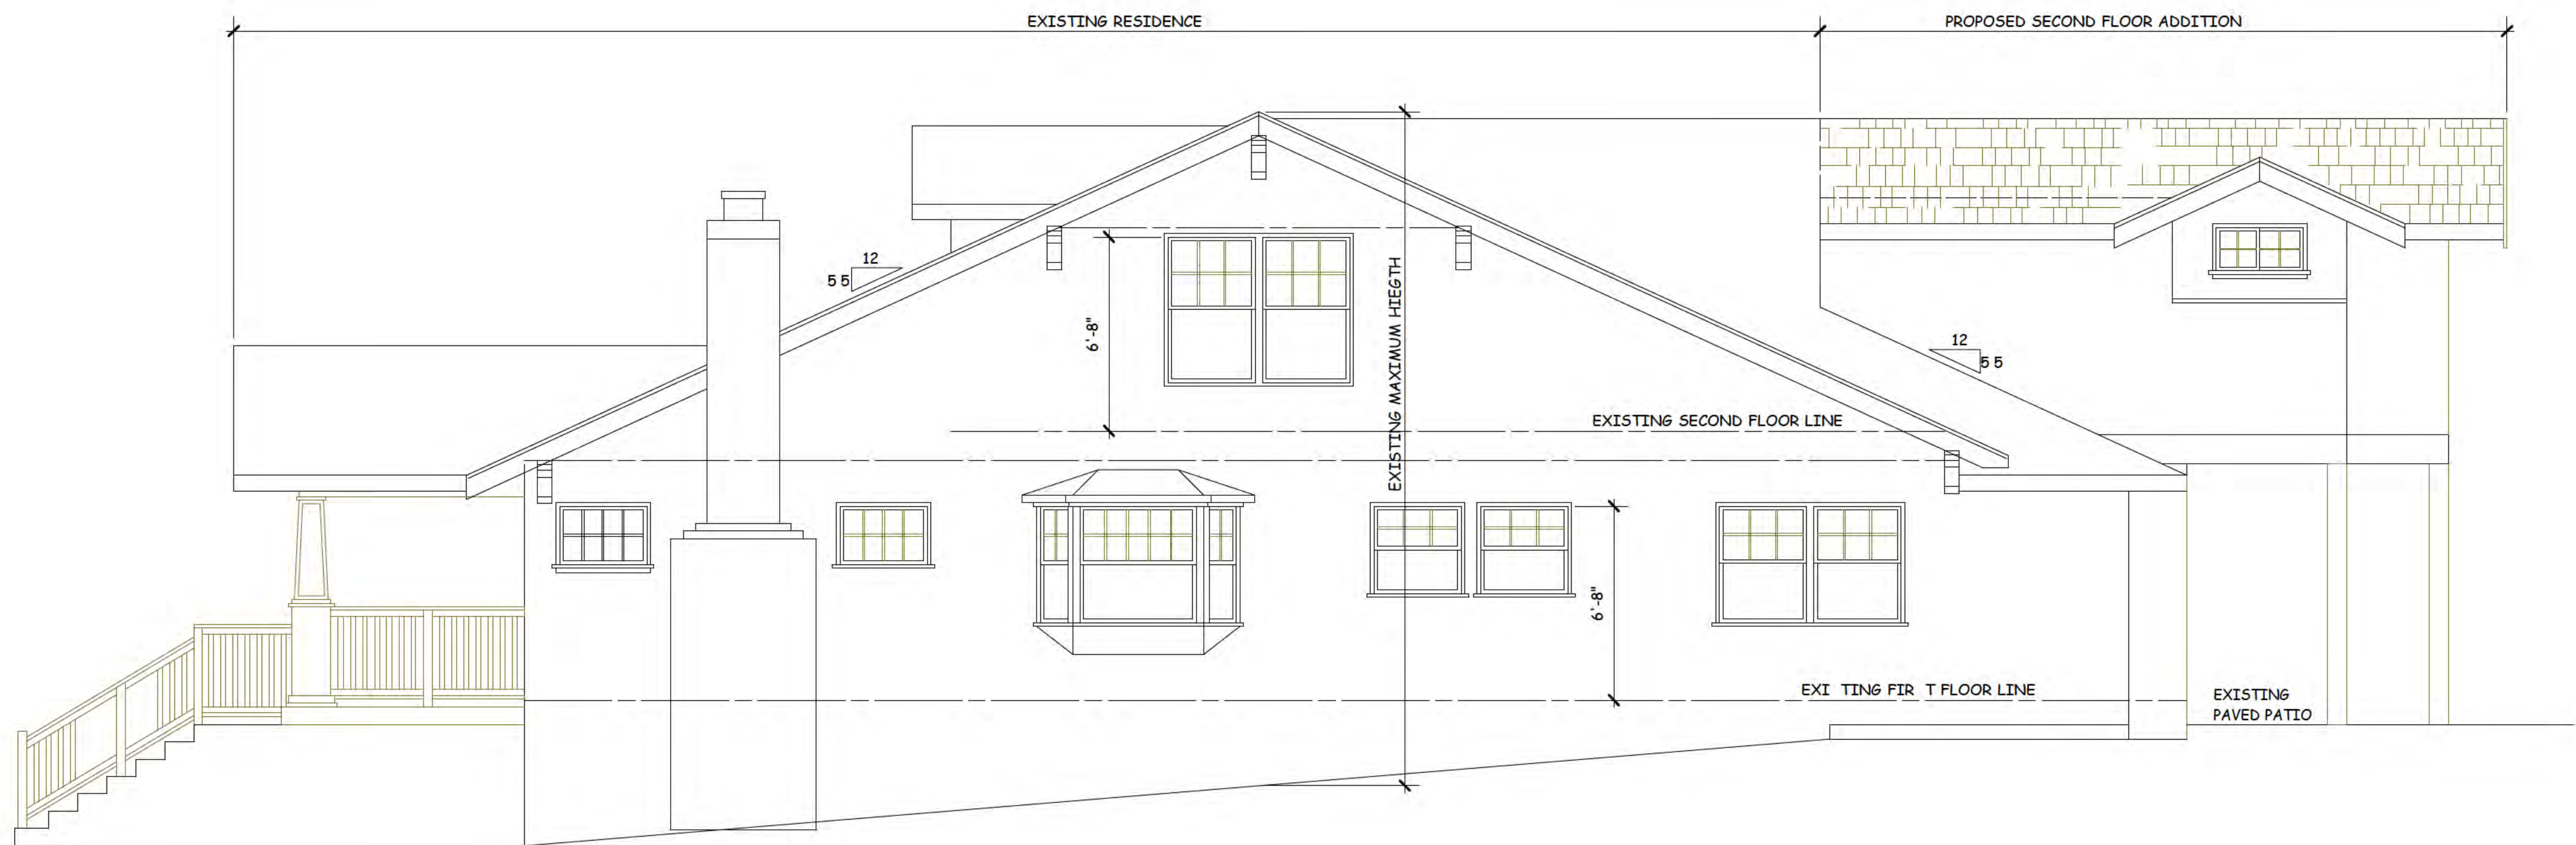 EXISTING RESIDENCE
PROPOSED SECOND FLOOR ADDITION
12
5 5
6'-8"
EXISTING MAXIMUM HIEGTH
12
5 5
EXISTING SECOND FLOOR LINE
6'-8"
EXI TING FIR T FLOOR LINE
EXISTING
PAVED PATIO